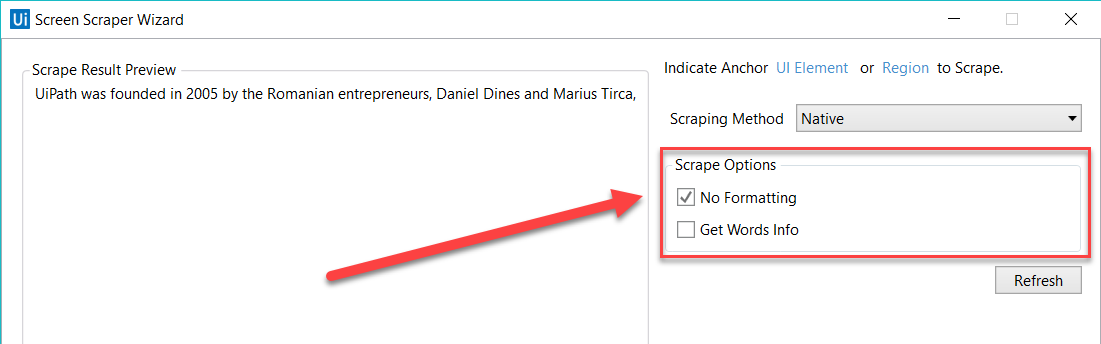 Ui Screen Scraper Wizard
Scrape Result Preview
UiPath was founded in 2005 by the Romanian entrepreneurs, Daniel Dines and Marius Tirca,
Indicate Anchor UI Element or Region to Scrape.
Scraping Method Native
Scrape Options
No Formatting
Get Words Info
Refresh